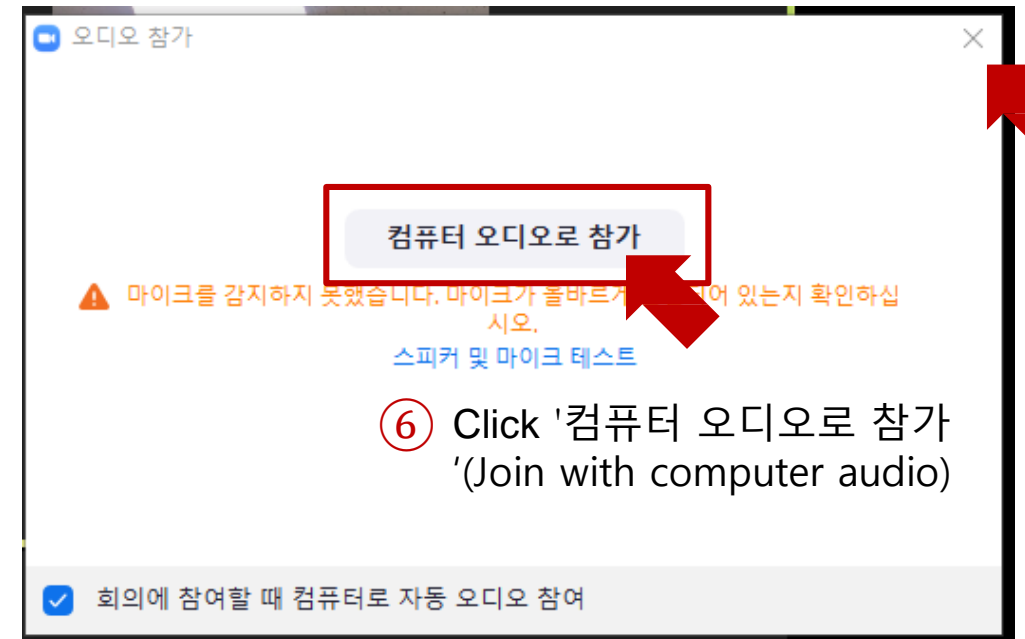 오디오 참가
컴퓨터 오디오로 참가
마이크를 감지하지 못했습니다. 마이크가 올바르게 어 있는지 확인하십
시오.
스피커 및 마이크 테스트
⑥ Click '컴퓨터 오디오로 참가
'(Join with computer audio)
회의에 참여할 때 컴퓨터로 자동 오디오 참여